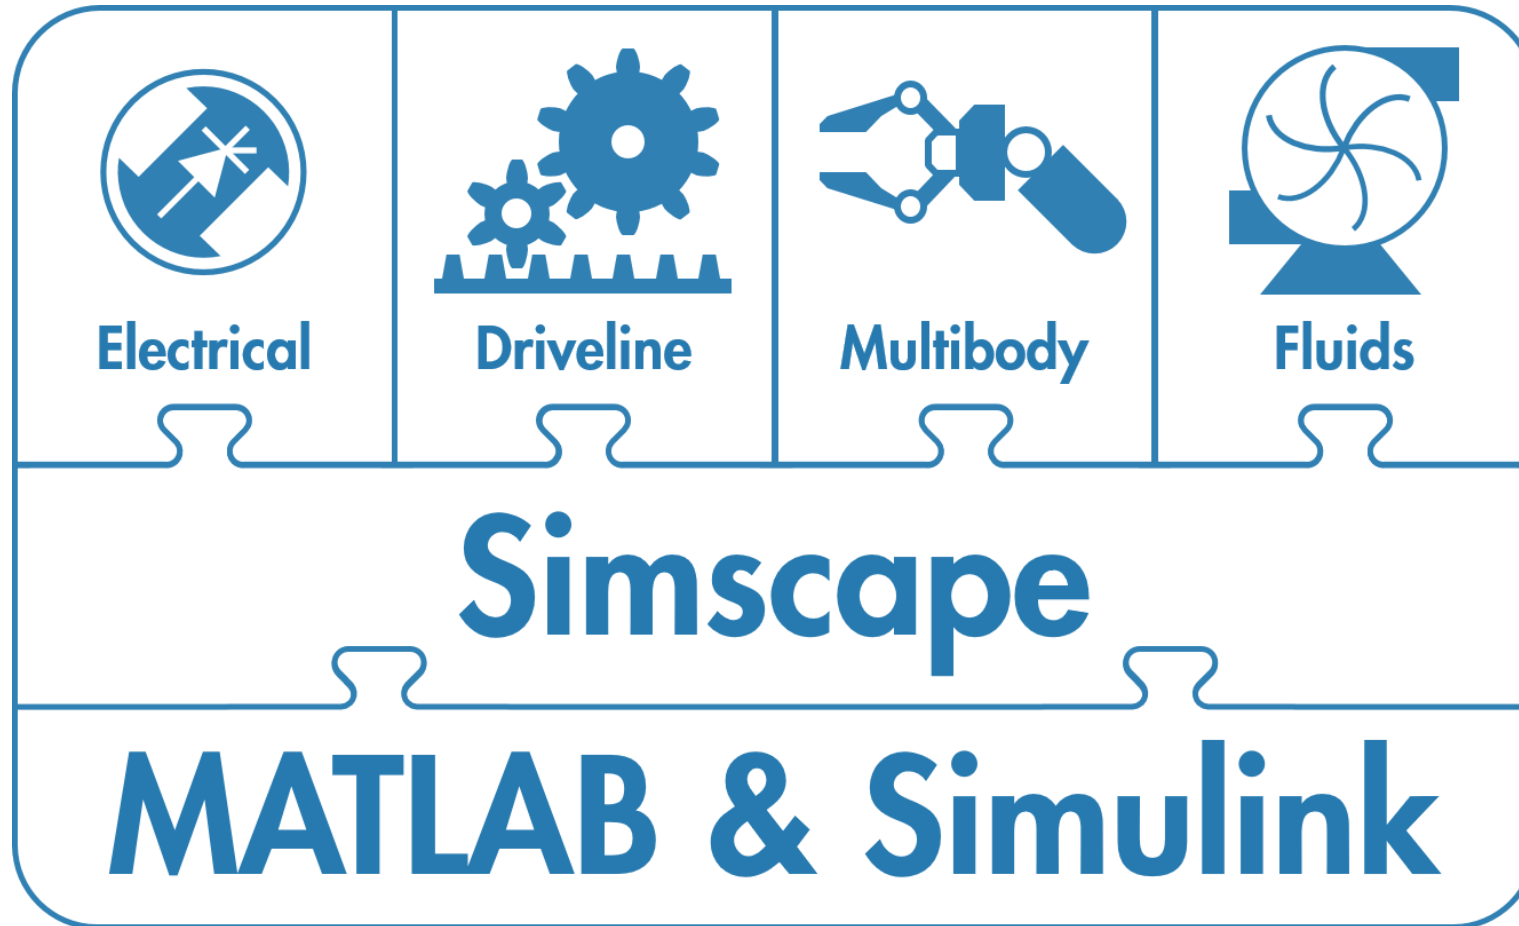 Electrical
Driveline
Multibody
Fluids
Simscape
MATLAB & Simulink